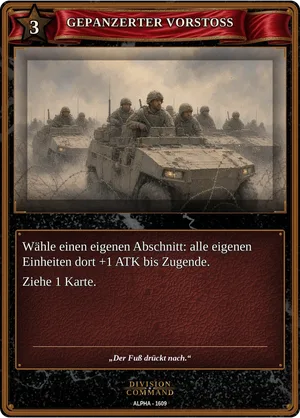 3
GEPANZERTER VORSTOSS
Wähle einen eigenen Abschnitt: alle eigenen
Einheiten dort +1 ATK bis Zugende.
Ziehe 1 Karte.
„Der Fuß drückt nach.“
DIVISION
COMMAND
ALPHA - 1609